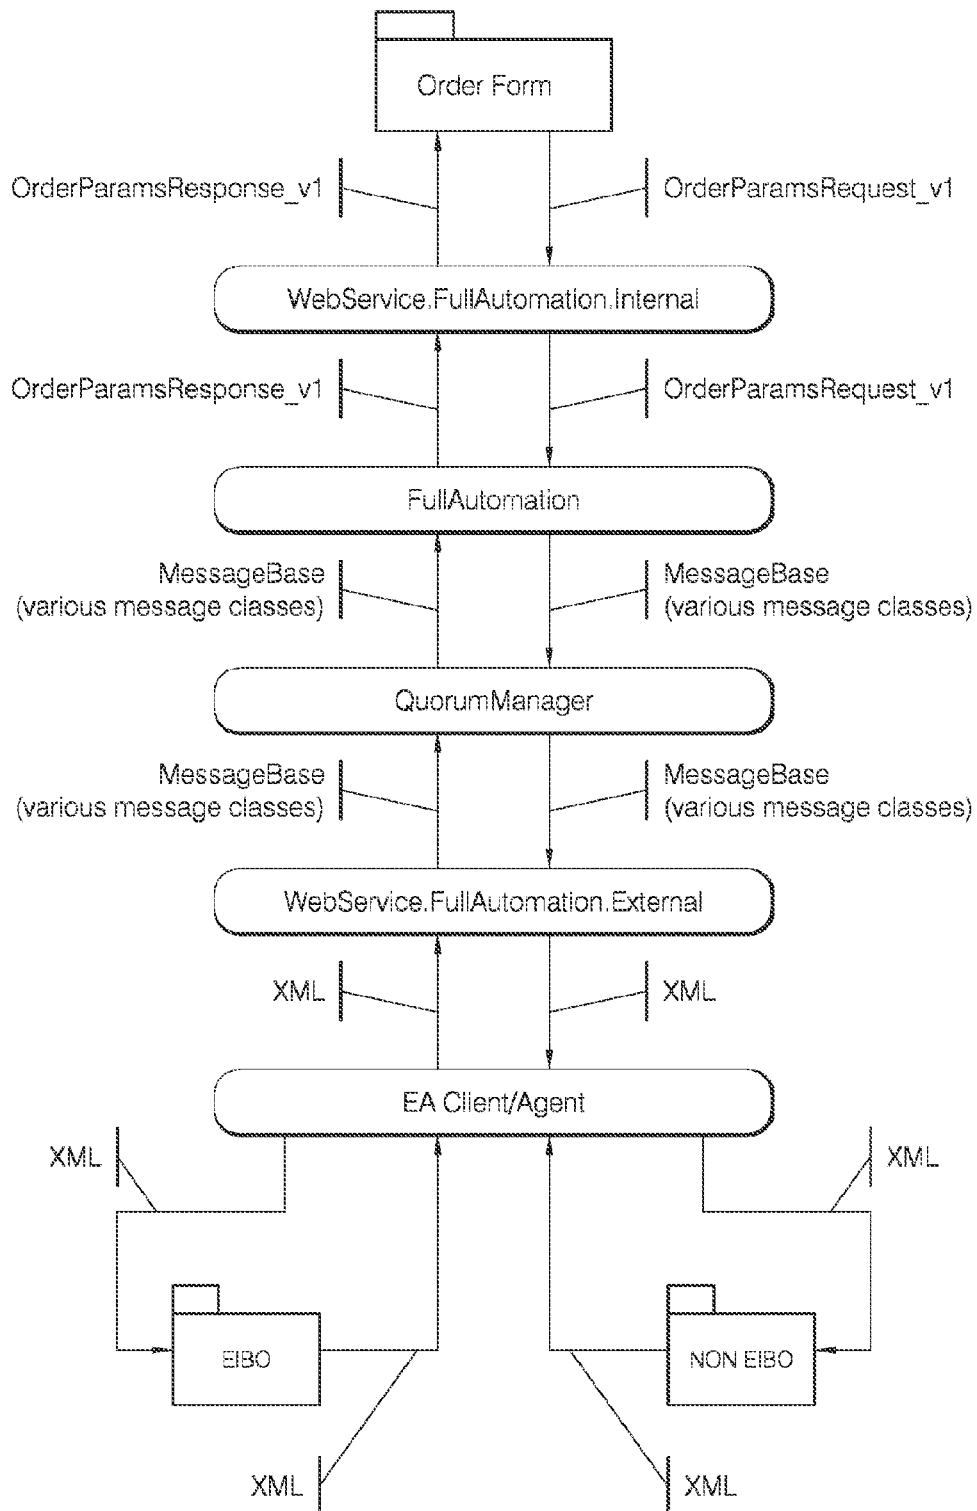 Order Form
OrderParamsResponse_v1
OrderParamsRequest_v1
WebService.FullAutomation.Internal
OrderParamsResponse_v1
OrderParamsRequest_v1
FullAutomation
MessageBase
(various message classes)
MessageBase
(various message classes)
QuorumManager
MessageBase
(various message classes)
MessageBase
(various message classes)
WebService.FullAutomation.External
XML
XML
EA Client/Agent
XML
XML
EIBO
NON EIBO
XML
XML